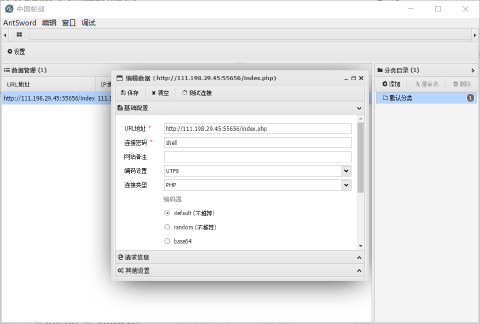 中国蚁剑
AntSword 编辑 窗口 调试
设置
数据管理 (1)
URL地址
http://111.198.29.45:55656/index
编辑数据 (http://111.198.29.45:55656/index.php)
保存 清空 测试连接
基础配置
URL地址 * http://111.198.29.45:55656/index.php
连接密码 * shell
网络备注
编码设置 UTF8
连接类型 PHP
编码器
default (不推荐)
random (不推荐)
base64
请求信息
其他设置
分类目录 (1)
添加 重命名 删除
默认分类 1